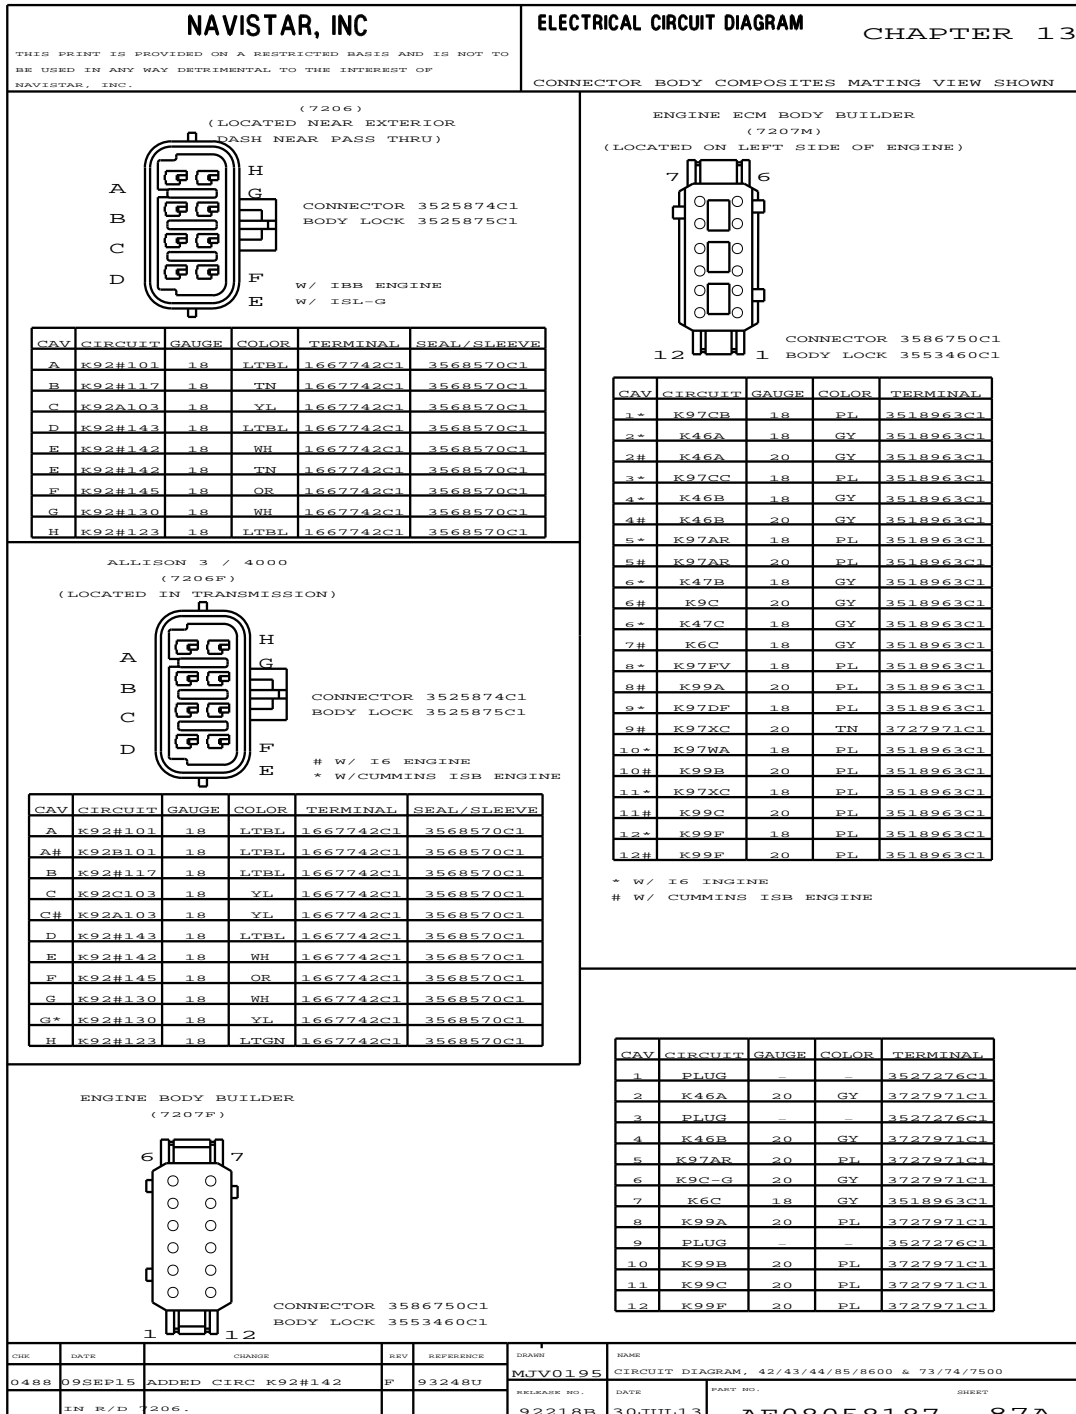 NAVISTAR, INC
THIS PRINT IS PROVIDED ON A RESTRICTED BASIS AND IS NOT TO
BE USED IN ANY WAY DETRIMENTAL TO THE INTEREST OF
NAVISTAR, INC.
ELECTRICAL CIRCUIT DIAGRAM
CHAPTER 13
CONNECTOR BODY COMPOSITES MATING VIEW SHOWN
(7206)
(LOCATED NEAR EXTERIOR
DASH NEAR PASS THRU)
A
B
C
D
H
G
F
E
CONNECTOR 3525874C1
BODY LOCK 3525875C1
W/ IBB ENGINE
W/ ISL-G
CAV CIRCUIT GAUGE COLOR TERMINAL SEAL/SLEEVE
A K92#101 18 LTBL 1667742C1 3568570C1
B K92#117 18 TN 1667742C1 3568570C1
C K92A103 18 YL 1667742C1 3568570C1
D K92#143 18 LTBL 1667742C1 3568570C1
E K92#142 18 WH 1667742C1 3568570C1
E K92#142 18 TN 1667742C1 3568570C1
F K92#145 18 OR 1667742C1 3568570C1
G K92#130 18 WH 1667742C1 3568570C1
H K92#123 18 LTBL 1667742C1 3568570C1
ALLISON 3 / 4000
(7206F)
(LOCATED IN TRANSMISSION)
A
B
C
D
H
G
F
E
CONNECTOR 3525874C1
BODY LOCK 3525875C1
# W/ I6 ENGINE
* W/CUMMINS ISB ENGINE
CAV CIRCUIT GAUGE COLOR TERMINAL SEAL/SLEEVE
A K92#101 18 LTBL 1667742C1 3568570C1
A# K92B101 18 LTBL 1667742C1 3568570C1
B K92#117 18 LTBL 1667742C1 3568570C1
C K92C103 18 YL 1667742C1 3568570C1
C# K92A103 18 YL 1667742C1 3568570C1
D K92#143 18 LTBL 1667742C1 3568570C1
E K92#142 18 WH 1667742C1 3568570C1
F K92#145 18 OR 1667742C1 3568570C1
G K92#130 18 WH 1667742C1 3568570C1
G* K92#130 18 YL 1667742C1 3568570C1
H K92#123 18 LTGN 1667742C1 3568570C1
ENGINE BODY BUILDER
(7207F)
6 7
1 12
CONNECTOR 3586750C1
BODY LOCK 3553460C1
ENGINE ECM BODY BUILDER
(7207M)
(LOCATED ON LEFT SIDE OF ENGINE)
7 6
12 1
CONNECTOR 3586750C1
BODY LOCK 3553460C1
CAV CIRCUIT GAUGE COLOR TERMINAL
1* K97CB 18 PL 3518963C1
2* K46A 18 GY 3518963C1
2# K46A 20 GY 3518963C1
3* K97CC 18 PL 3518963C1
4* K46B 18 GY 3518963C1
4# K46B 20 GY 3518963C1
5* K97AR 18 PL 3518963C1
5# K97AR 20 PL 3518963C1
6* K47B 18 GY 3518963C1
6# K9C 20 GY 3518963C1
6* K47C 18 GY 3518963C1
7# K6C 18 GY 3518963C1
8* K97FV 18 PL 3518963C1
8# K99A 20 PL 3518963C1
9* K97DF 18 PL 3518963C1
9# K97XC 20 TN 3727971C1
10* K97WA 18 PL 3518963C1
10# K99B 20 PL 3518963C1
11* K97XC 18 PL 3518963C1
11# K99C 20 PL 3518963C1
12* K99F 18 PL 3518963C1
12# K99F 20 PL 3518963C1
* W/ I6 INGINE
# W/ CUMMINS ISB ENGINE
CAV CIRCUIT GAUGE COLOR TERMINAL
1 PLUG - - 3527276C1
2 K46A 20 GY 3727971C1
3 PLUG - - 3527276C1
4 K46B 20 GY 3727971C1
5 K97AR 20 PL 3727971C1
6 K9C-G 20 GY 3727971C1
7 K6C 18 GY 3518963C1
8 K99A 20 PL 3727971C1
9 PLUG - - 3527276C1
10 K99B 20 PL 3727971C1
11 K99C 20 PL 3727971C1
12 K99F 20 PL 3727971C1
CHK DATE CHANGE REV REFERENCE DRAWN NAME
0488 09SEP15 ADDED CIRC K92#142 F 93248U MJV0195 CIRCUIT DIAGRAM, 42/43/44/85/8600 & 73/74/7500
RELEASE NO. DATE PART NO. SHEET
IN R/D 7206. 92218B 30JUL13 AE08058187 87A